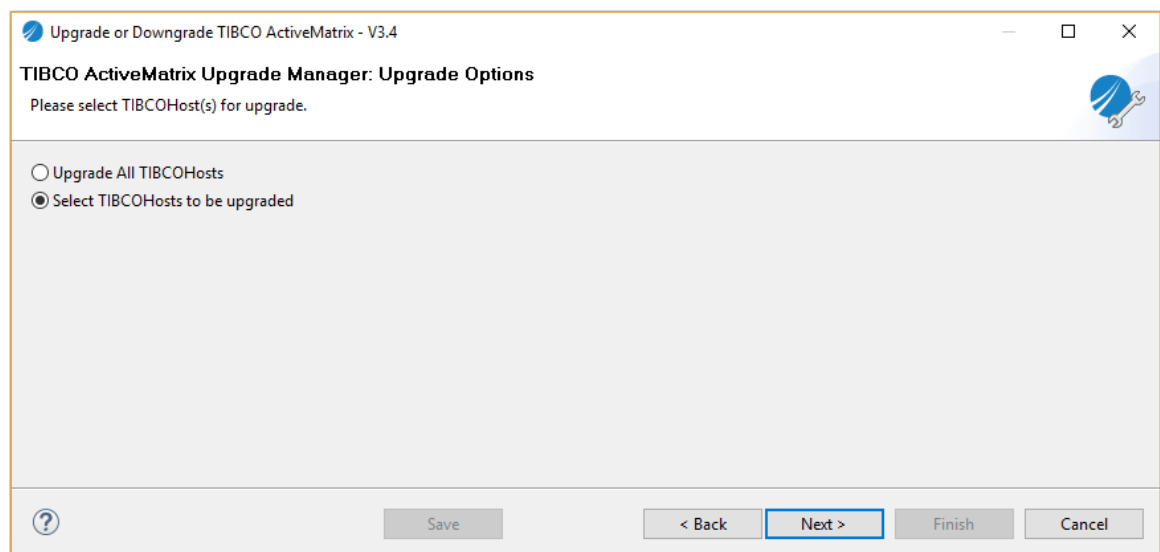 Upgrade or Downgrade TIBCO ActiveMatrix - V3.4
TIBCO ActiveMatrix Upgrade Manager: Upgrade Options
Please select TIBCOHost(s) for upgrade.
Upgrade All TIBCOHosts
Select TIBCOHosts to be upgraded
? Save < Back Next > Finish Cancel